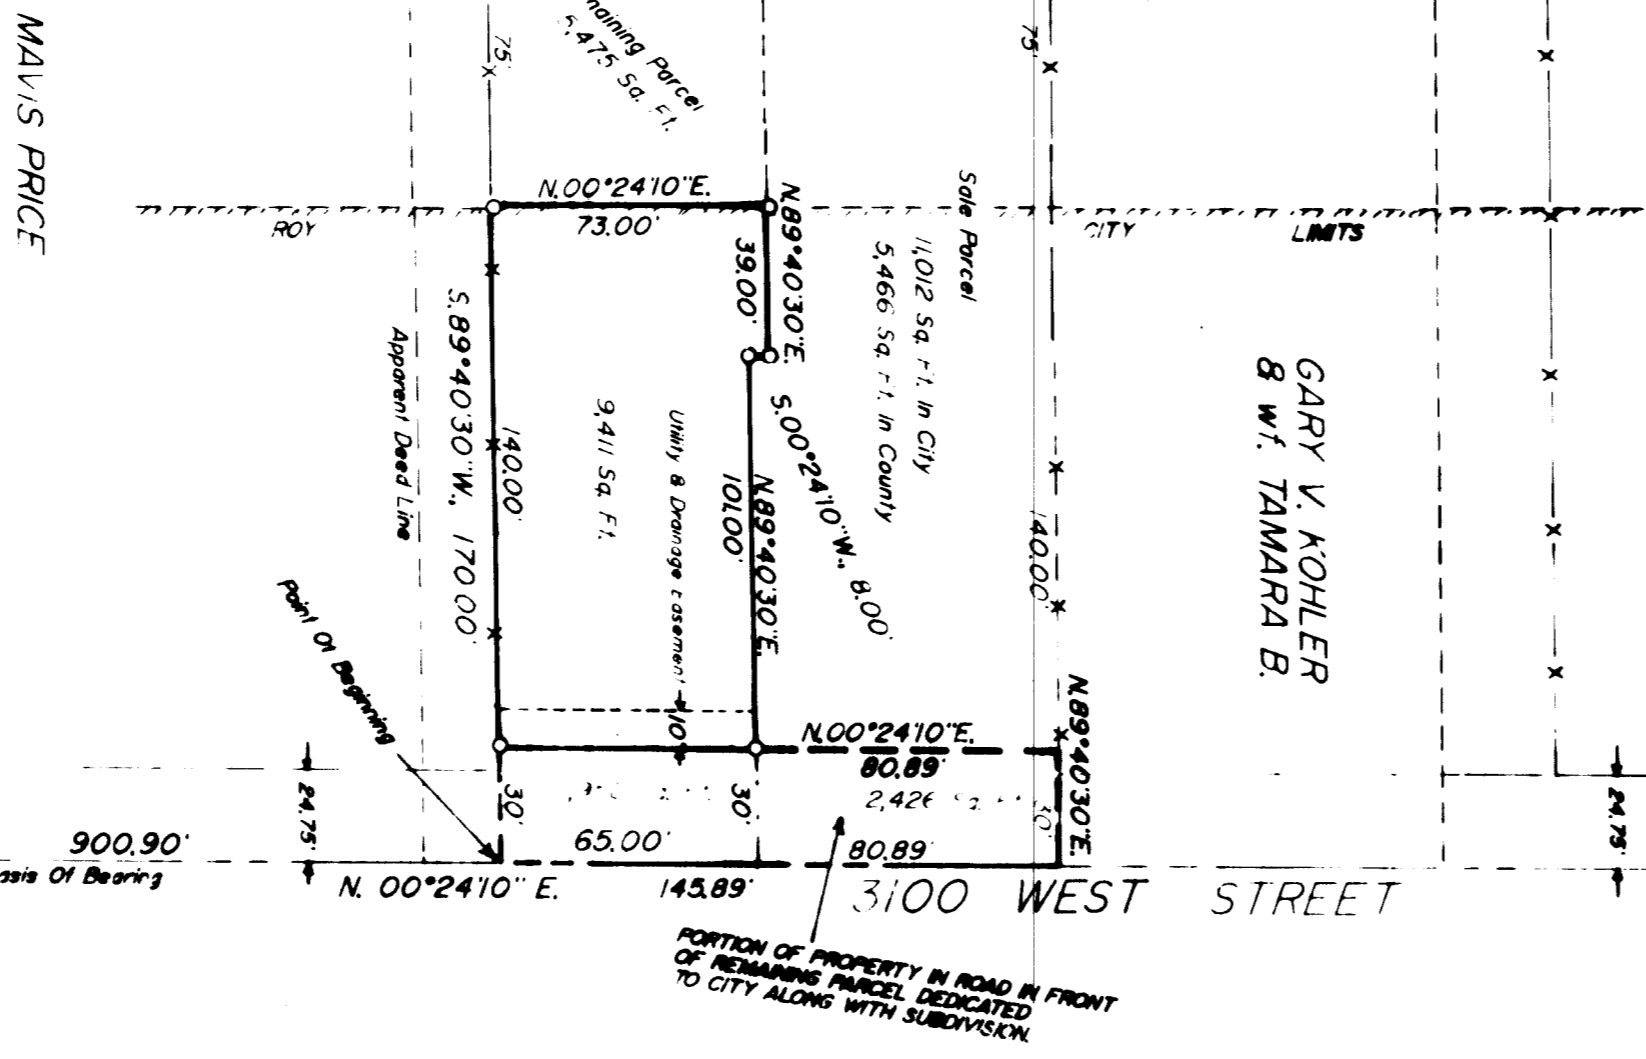 MAVIS PRICE
75'
Remaining Parcel
5,475 Sq. Ft.
75'
N.00°24'10"E.
73.00'
ROY
CITY
LIMITS
N.89°40'30"E.
39.00'
Sale Parcel
11,012 Sq. Ft. In City
5,466 Sq. Ft. In County
S.00°24'10"W., 8.00'
N.89°40'30"E.
101.00'
Utility & Drainage Easement
10'
9,411 Sq. Ft.
140.00'
S.89°40'30"W., 170.00'
Apparent Deed Line
Point Of Beginning
140.00'
GARY V. KOHLER
& wf. TAMARA B.
N.89°40'30"E.
N.00°24'10"E.
80.89'
2,426 Sq.
30'
30'
30'
24.75'
24.75'
900.90'
Basis Of Bearing
65.00'
80.89'
N. 00°24'10" E.
145.89'
3100 WEST STREET
PORTION OF PROPERTY IN ROAD IN FRONT
OF REMAINING PARCEL DEDICATED
TO CITY ALONG WITH SUBDIVISION.